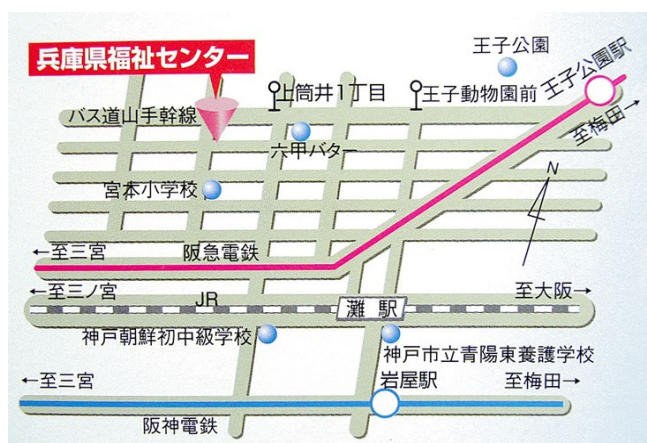 王子公園
兵庫県福祉センター
王子公園駅
上筒井1丁目
王子動物園前
バス道山手幹線
至梅田→
六甲バター
宮本小学校
N
←至三宮
阪急電鉄
←至三ノ宮
JR
灘駅
至大阪→
神戸朝鮮初中級学校
神戸市立青陽東養護学校
←至三宮
岩屋駅
至梅田→
阪神電鉄